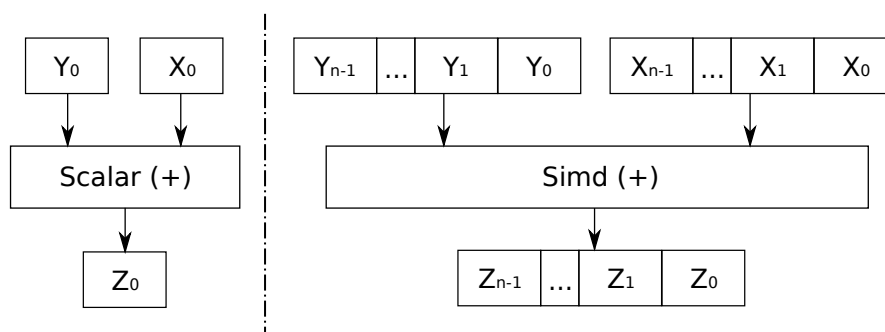 Y₀ X₀ Yₙ₋₁ ... Y₁ Y₀ Xₙ₋₁ ... X₁ X₀
Scalar (+) Simd (+)
Z₀ Zₙ₋₁ ... Z₁ Z₀